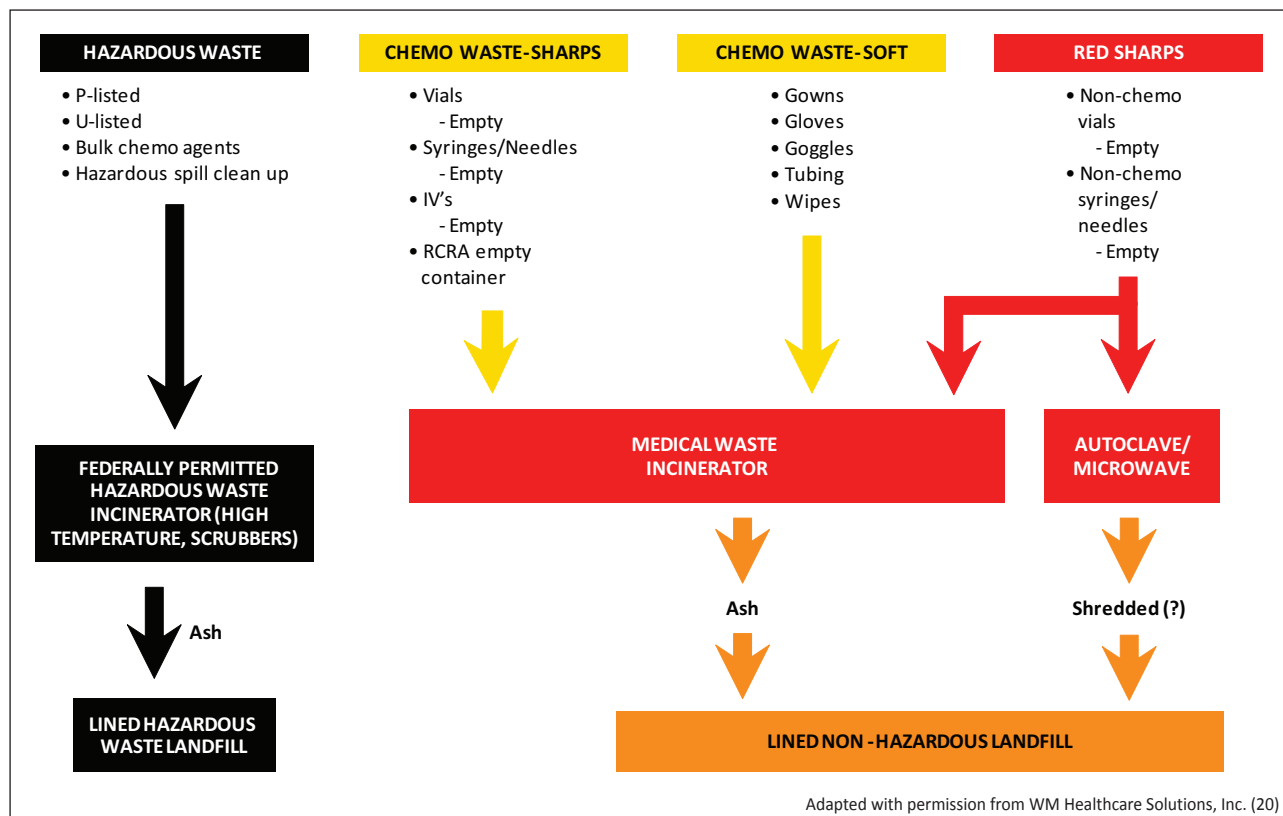 HAZARDOUS WASTE
• P-listed
• U-listed
• Bulk chemo agents
• Hazardous spill clean up
CHEMO WASTE-SHARPS
• Vials
- Empty
• Syringes/Needles
- Empty
• IV’s
- Empty
• RCRA empty
container
CHEMO WASTE-SOFT
• Gowns
• Gloves
• Goggles
• Tubing
• Wipes
RED SHARPS
• Non-chemo
vials
- Empty
• Non-chemo
syringes/
needles
- Empty
FEDERALLY PERMITTED
HAZARDOUS WASTE
INCINERATOR (HIGH
TEMPERATURE, SCRUBBERS)
MEDICAL WASTE
INCINERATOR
AUTOCLAVE/
MICROWAVE
Ash
Ash
Shredded (?)
LINED HAZARDOUS
WASTE LANDFILL
LINED NON -HAZARDOUS LANDFILL
Adapted with permission from WM Healthcare Solutions, Inc. (20)